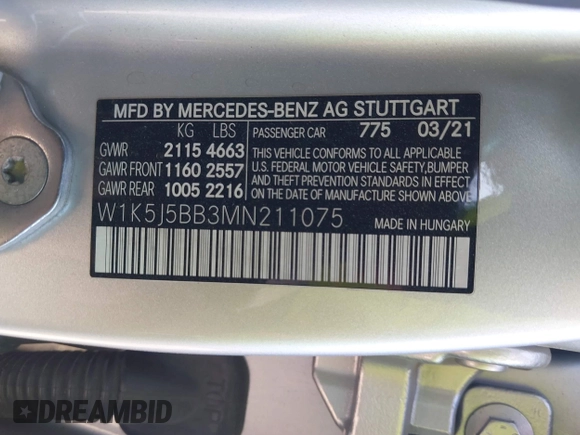 MFD BY MERCEDES-BENZ AG STUTTGART
KG LBS PASSENGER CAR 775 03/21
GVWR 2115 4663 THIS VEHICLE CONFORMS TO ALL APPLICABLE
GAWR FRONT 1160 2557 U.S. FEDERAL MOTOR VEHICLE SAFETY, BUMPER
GAWR REAR 1005 2216 AND THEFT PREVENTION STANDARDS IN EFFECT
ON THE DATE OF MANUFACTURE SHOWN ABOVE
W1K5J5BB3MN211075 MADE IN HUNGARY
DREAMBID